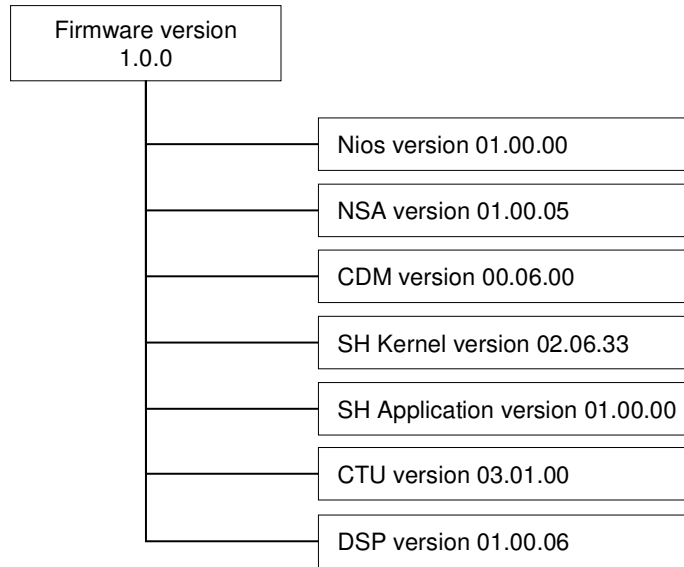 Firmware version
1.0.0
Nios version 01.00.00
NSA version 01.00.05
CDM version 00.06.00
SH Kernel version 02.06.33
SH Application version 01.00.00
CTU version 03.01.00
DSP version 01.00.06